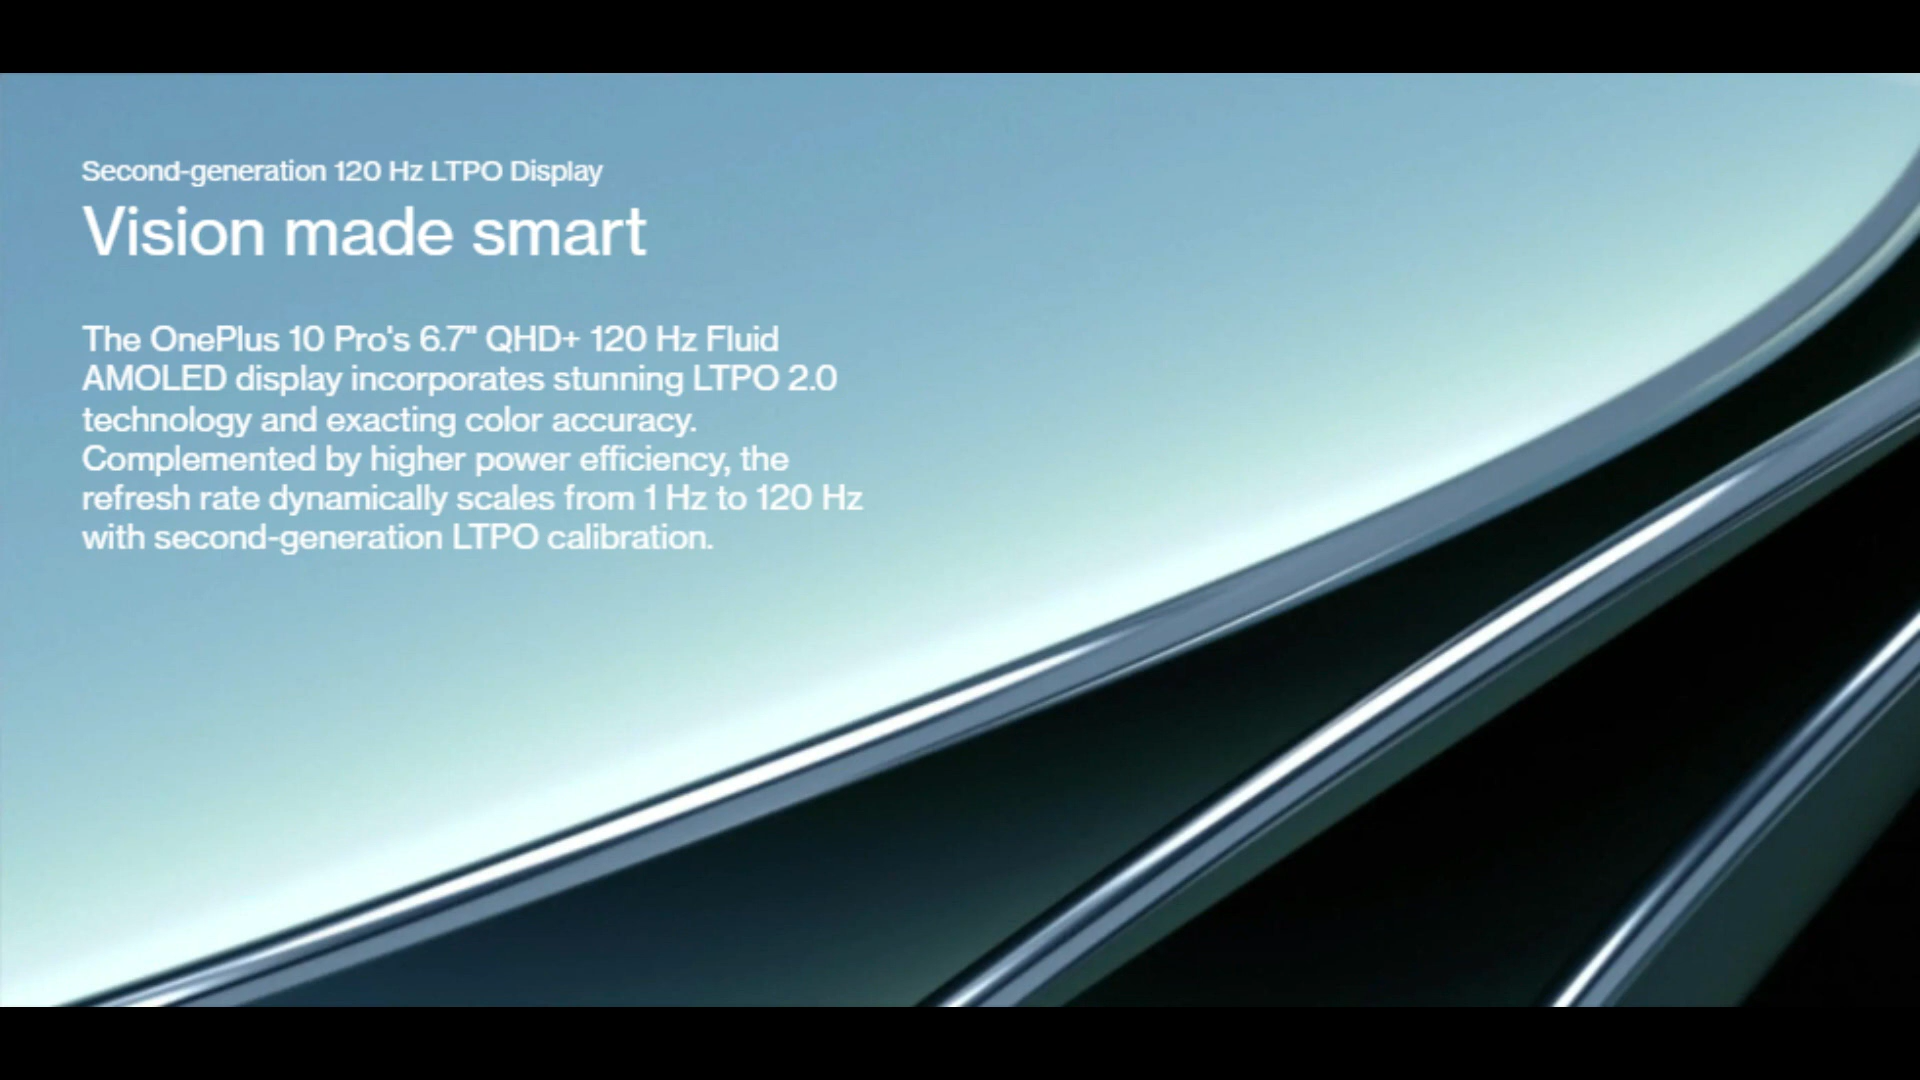 Second-generation 120 Hz LTPO Display
Vision made smart
The OnePlus 10 Pro's 6.7" QHD+ 120 Hz Fluid
AMOLED display incorporates stunning LTPO 2.0
technology and exacting color accuracy.
Complemented by higher power efficiency, the
refresh rate dynamically scales from 1 Hz to 120 Hz
with second-generation LTPO calibration.